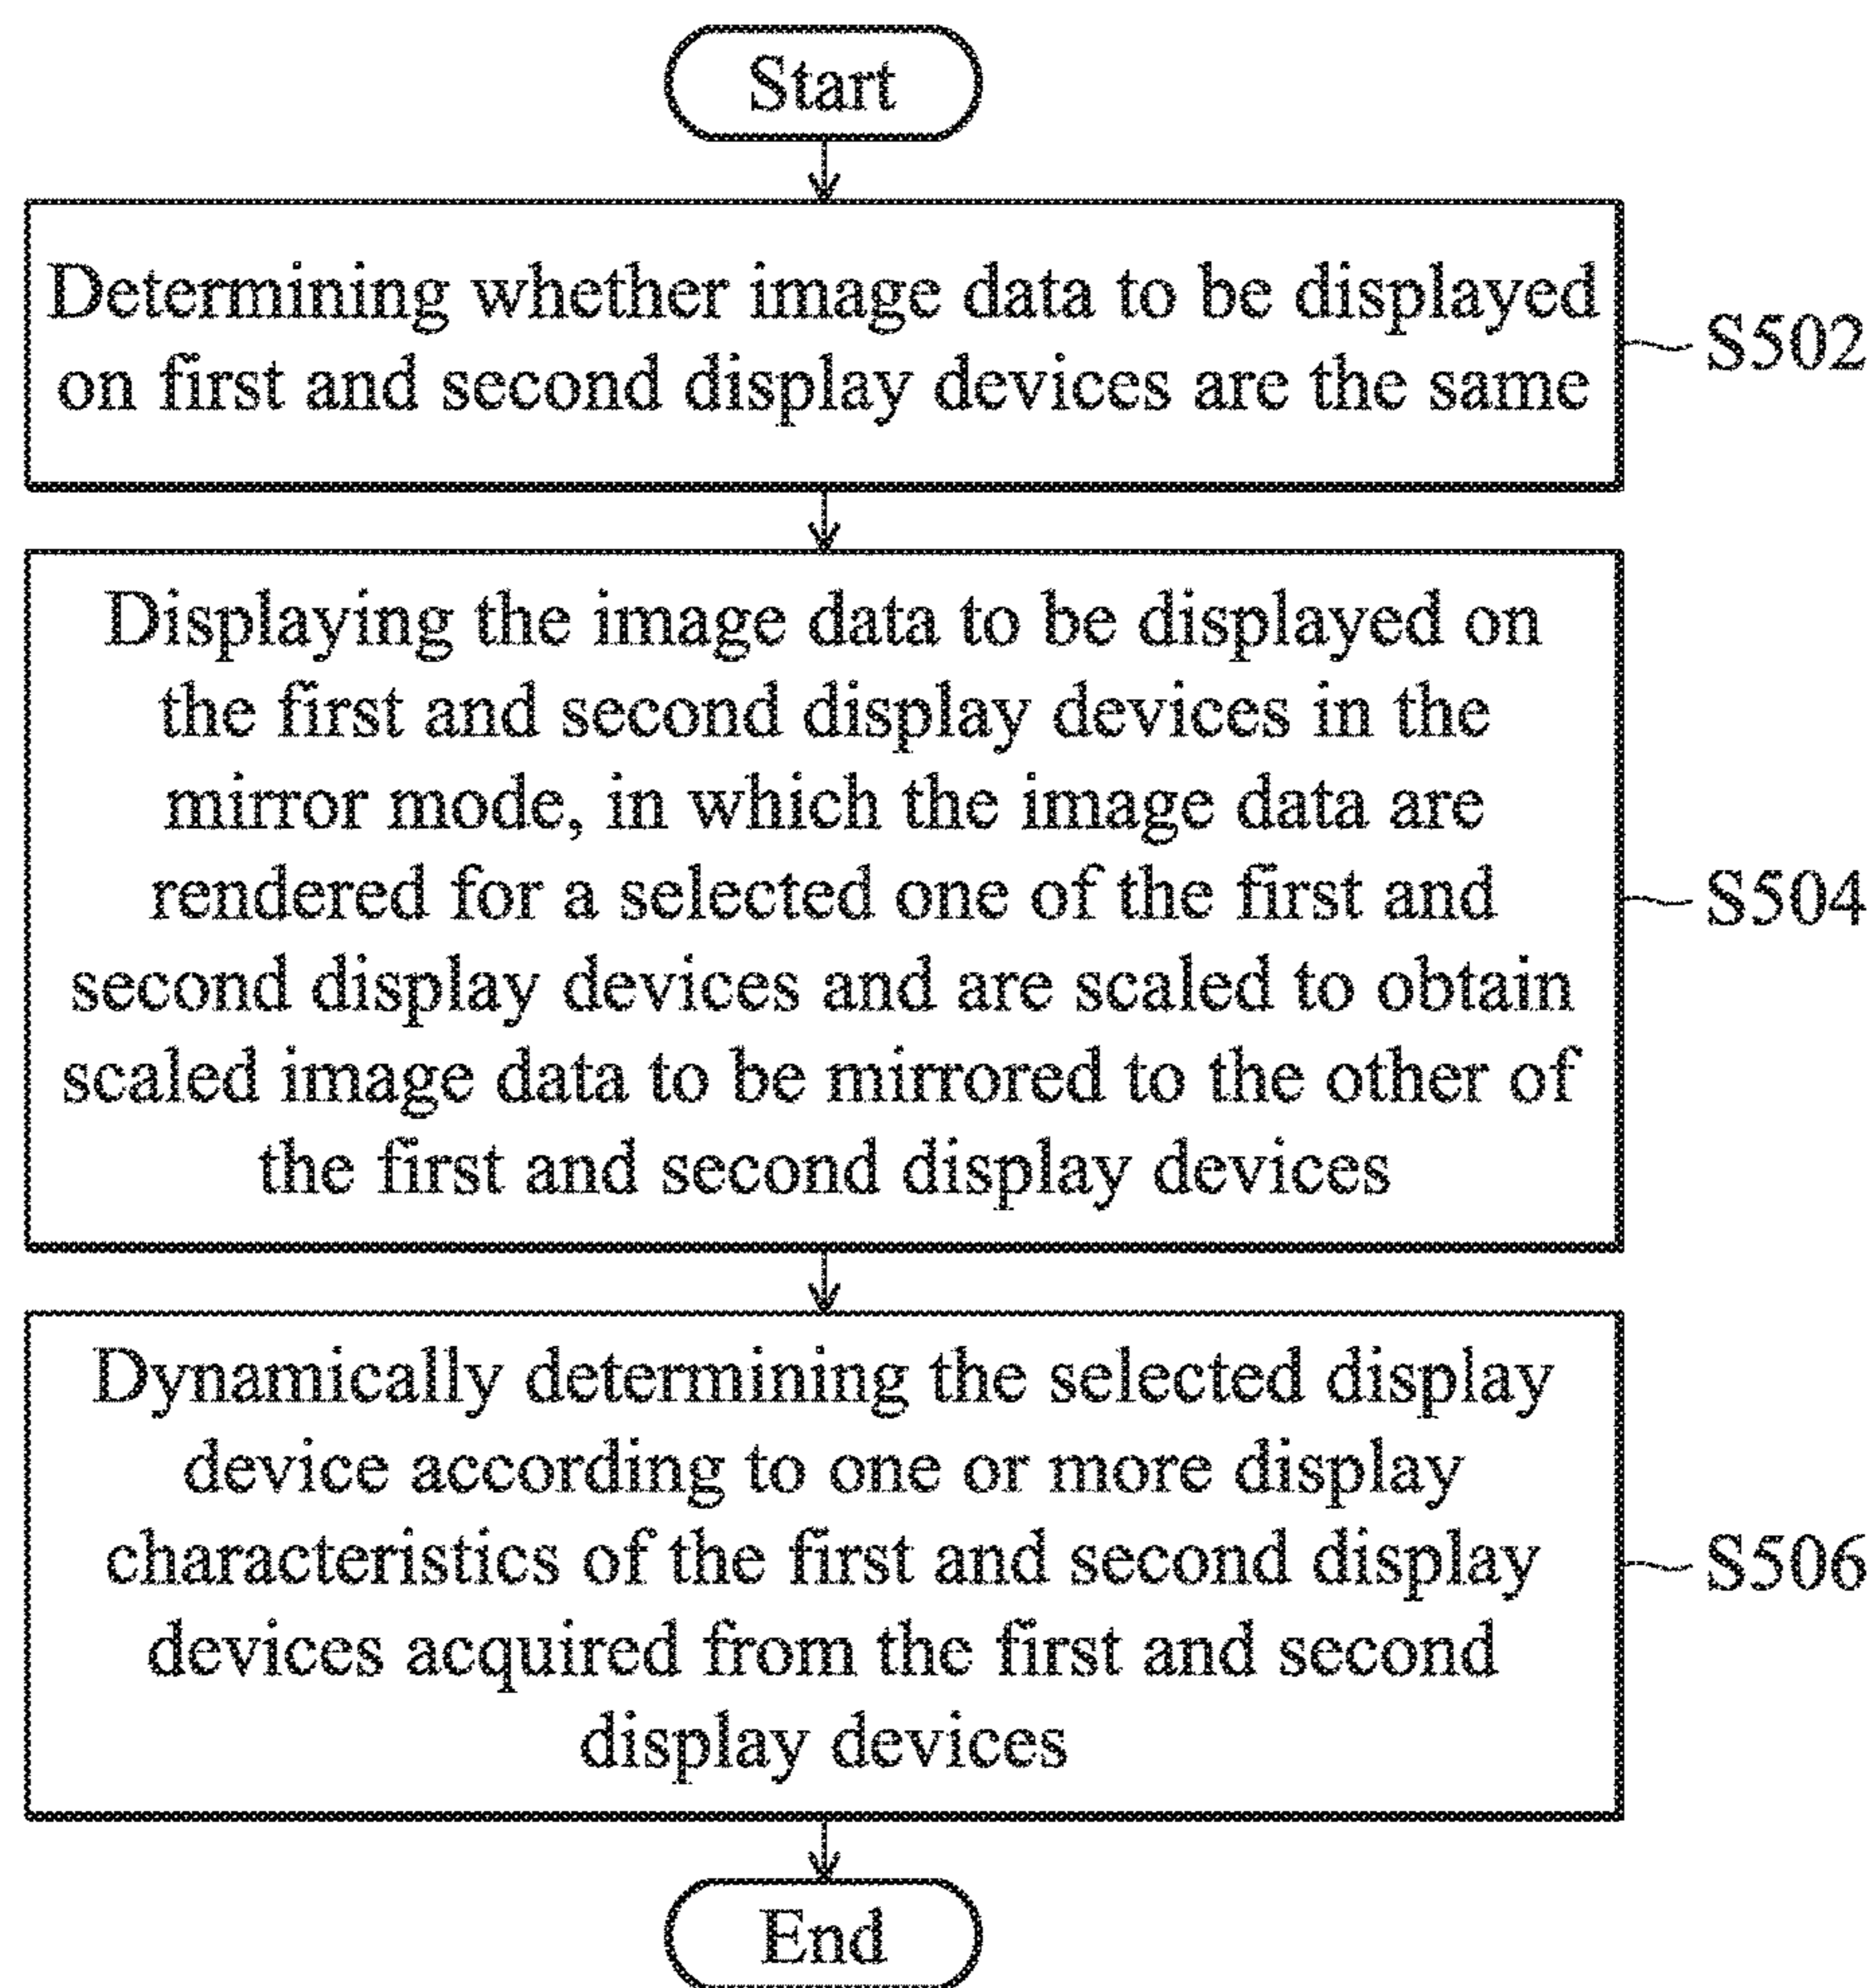 Start
Determining whether image data to be displayed
on first and second display devices are the same
S502
Displaying the image data to be displayed on
the first and second display devices in the
mirror mode, in which the image data are
rendered for a selected one of the first and
second display devices and are scaled to obtain
scaled image data to be mirrored to the other of
the first and second display devices
S504
Dynamically determining the selected display
device according to one or more display
characteristics of the first and second display
devices acquired from the first and second
display devices
S506
End